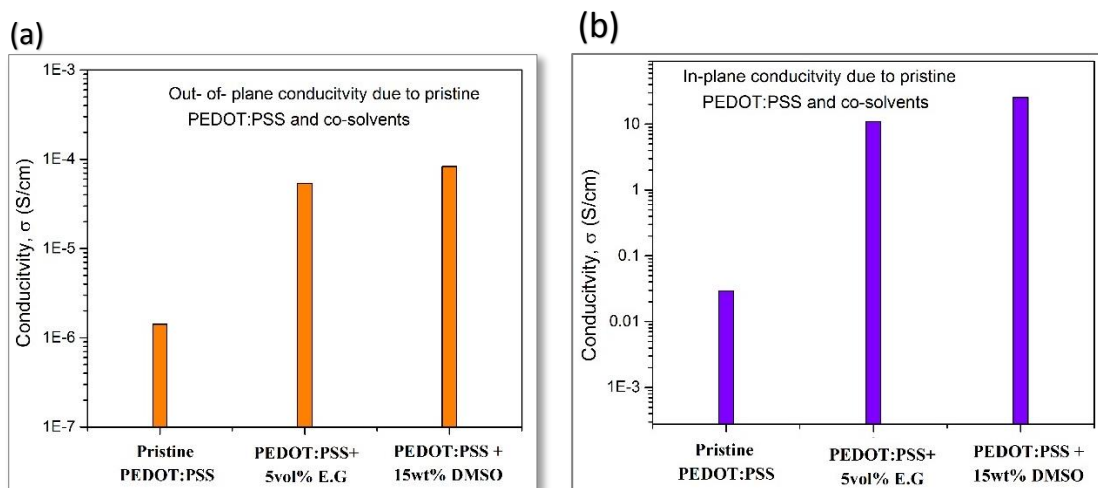 (a)
1E-3
1E-4
1E-5
1E-6
1E-7
Conducitvity, σ (S/cm)
Out- of- plane conducitvity due to pristine
PEDOT:PSS and co-solvents
Pristine
PEDOT:PSS
PEDOT:PSS+
5vol% E.G
PEDOT:PSS +
15wt% DMSO
(b)
10
1
0.1
0.01
1E-3
Conducitvity, σ (S/cm)
In-plane conducitvity due to pristine
PEDOT:PSS and co-solvents
Pristine
PEDOT:PSS
PEDOT:PSS+
5vol% E.G
PEDOT:PSS +
15wt% DMSO